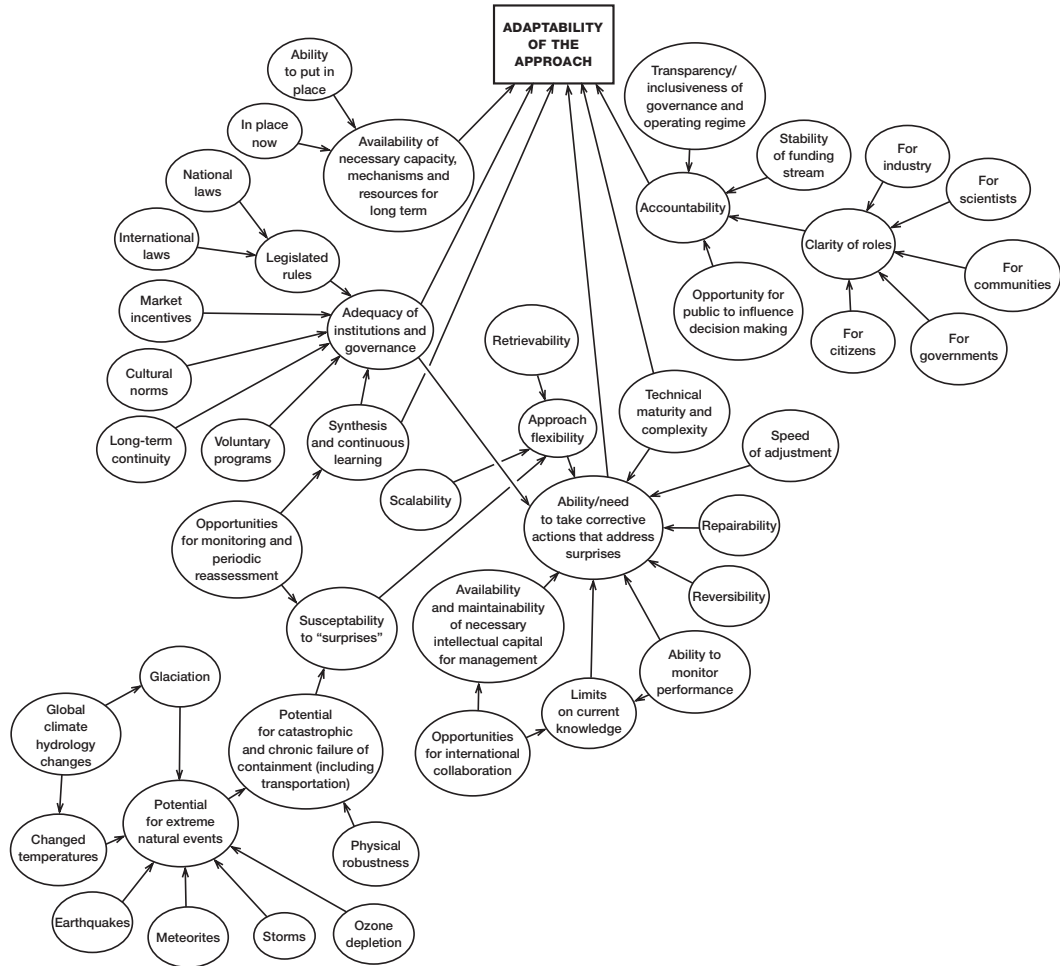 ADAPTABILITY
OF THE
APPROACH
Ability
to put in
place
In place
now
Availability of
necessary capacity,
mechanisms and
resources for
long term
National
laws
International
laws
Legislated
rules
Market
incentives
Adequacy of
institutions and
governance
Cultural
norms
Long-term
continuity
Voluntary
programs
Synthesis
and continuous
learning
Opportunities
for monitoring and
periodic
reassessment
Transparency/
inclusiveness of
governance and
operating regime
Stability
of funding
stream
Accountability
For
industry
For
scientists
Clarity of roles
For
communities
For
governments
For
citizens
Opportunity for
public to influence
decision making
Retrievability
Approach
flexibility
Scalability
Technical
maturity and
complexity
Speed
of adjustment
Ability/need
to take corrective
actions that address
surprises
Repairability
Reversibility
Ability to
monitor
performance
Availability
and maintainability
of necessary
intellectual capital
for management
Limits
on current
knowledge
Opportunities
for international
collaboration
Susceptability
to “surprises”
Glaciation
Global
climate
hydrology
changes
Potential
for catastrophic
and chronic failure of
containment (including
transportation)
Potential
for extreme
natural events
Changed
temperatures
Physical
robustness
Earthquakes
Meteorites
Storms
Ozone
depletion